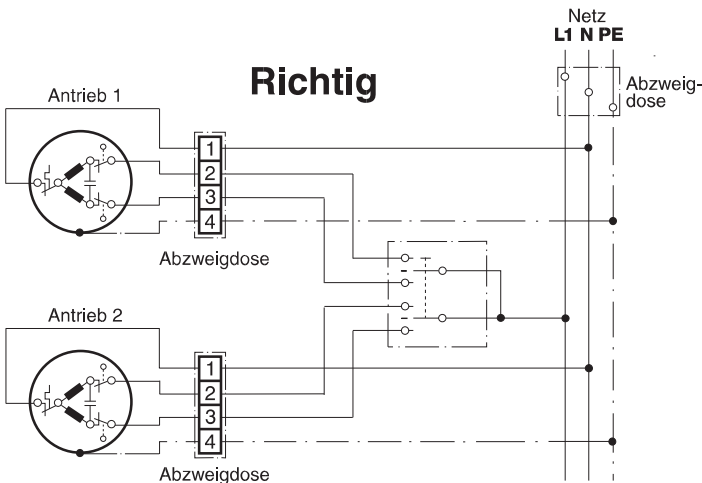 Netz
L1 N PE
Richtig
Abzweig-
dose
Antrieb 1
1
2
3
4
Abzweigdose
Antrieb 2
1
2
3
4
Abzweigdose